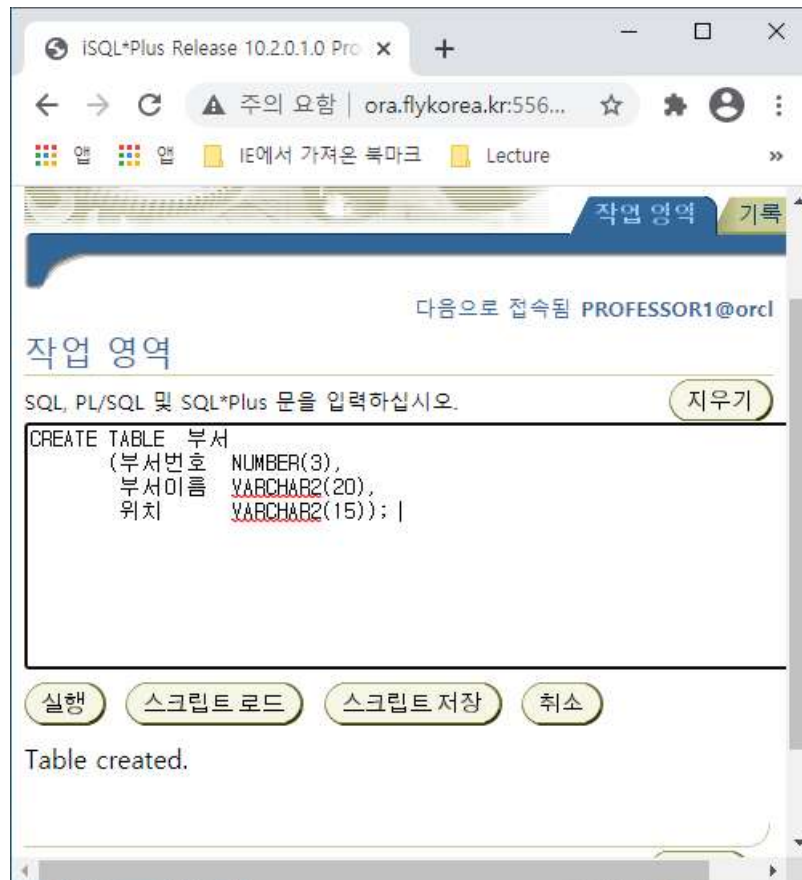 iSQL*Plus Release 10.2.0.1.0 Pro
주의 요함 | ora.flykorea.kr:556...
앱 앱 IE에서 가져온 북마크 Lecture »
작업 영역 기록
다음으로 접속됨 PROFESSOR1@orcl
작업 영역
SQL, PL/SQL 및 SQL*Plus 문을 입력하십시오. 지우기
CREATE TABLE 부서
(부서번호 NUMBER(3),
부서이름 VARCHAR2(20),
위치 VARCHAR2(15));
실행 스크립트 로드 스크립트 저장 취소
Table created.